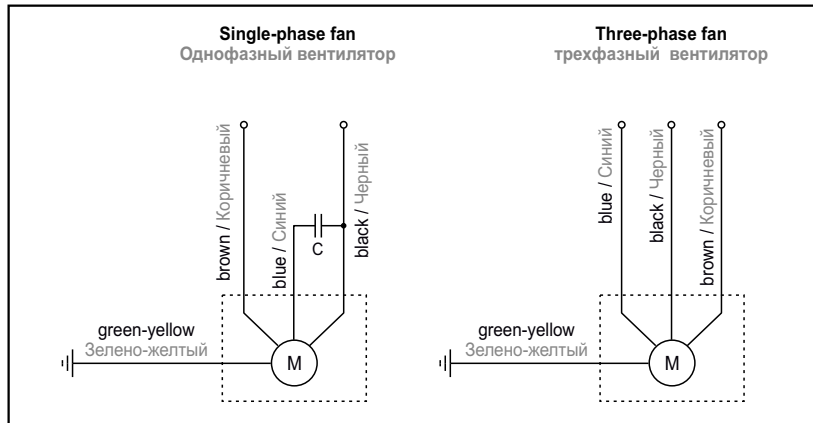 Single-phase fan
Однофазный вентилятор
brown / Коричневый
blue / Синий
C
black / Черный
green-yellow
Зелено-желтый
M
Three-phase fan
трехфазный вентилятор
blue / Синий
black / Черный
brown / Коричневый
green-yellow
Зелено-желтый
M